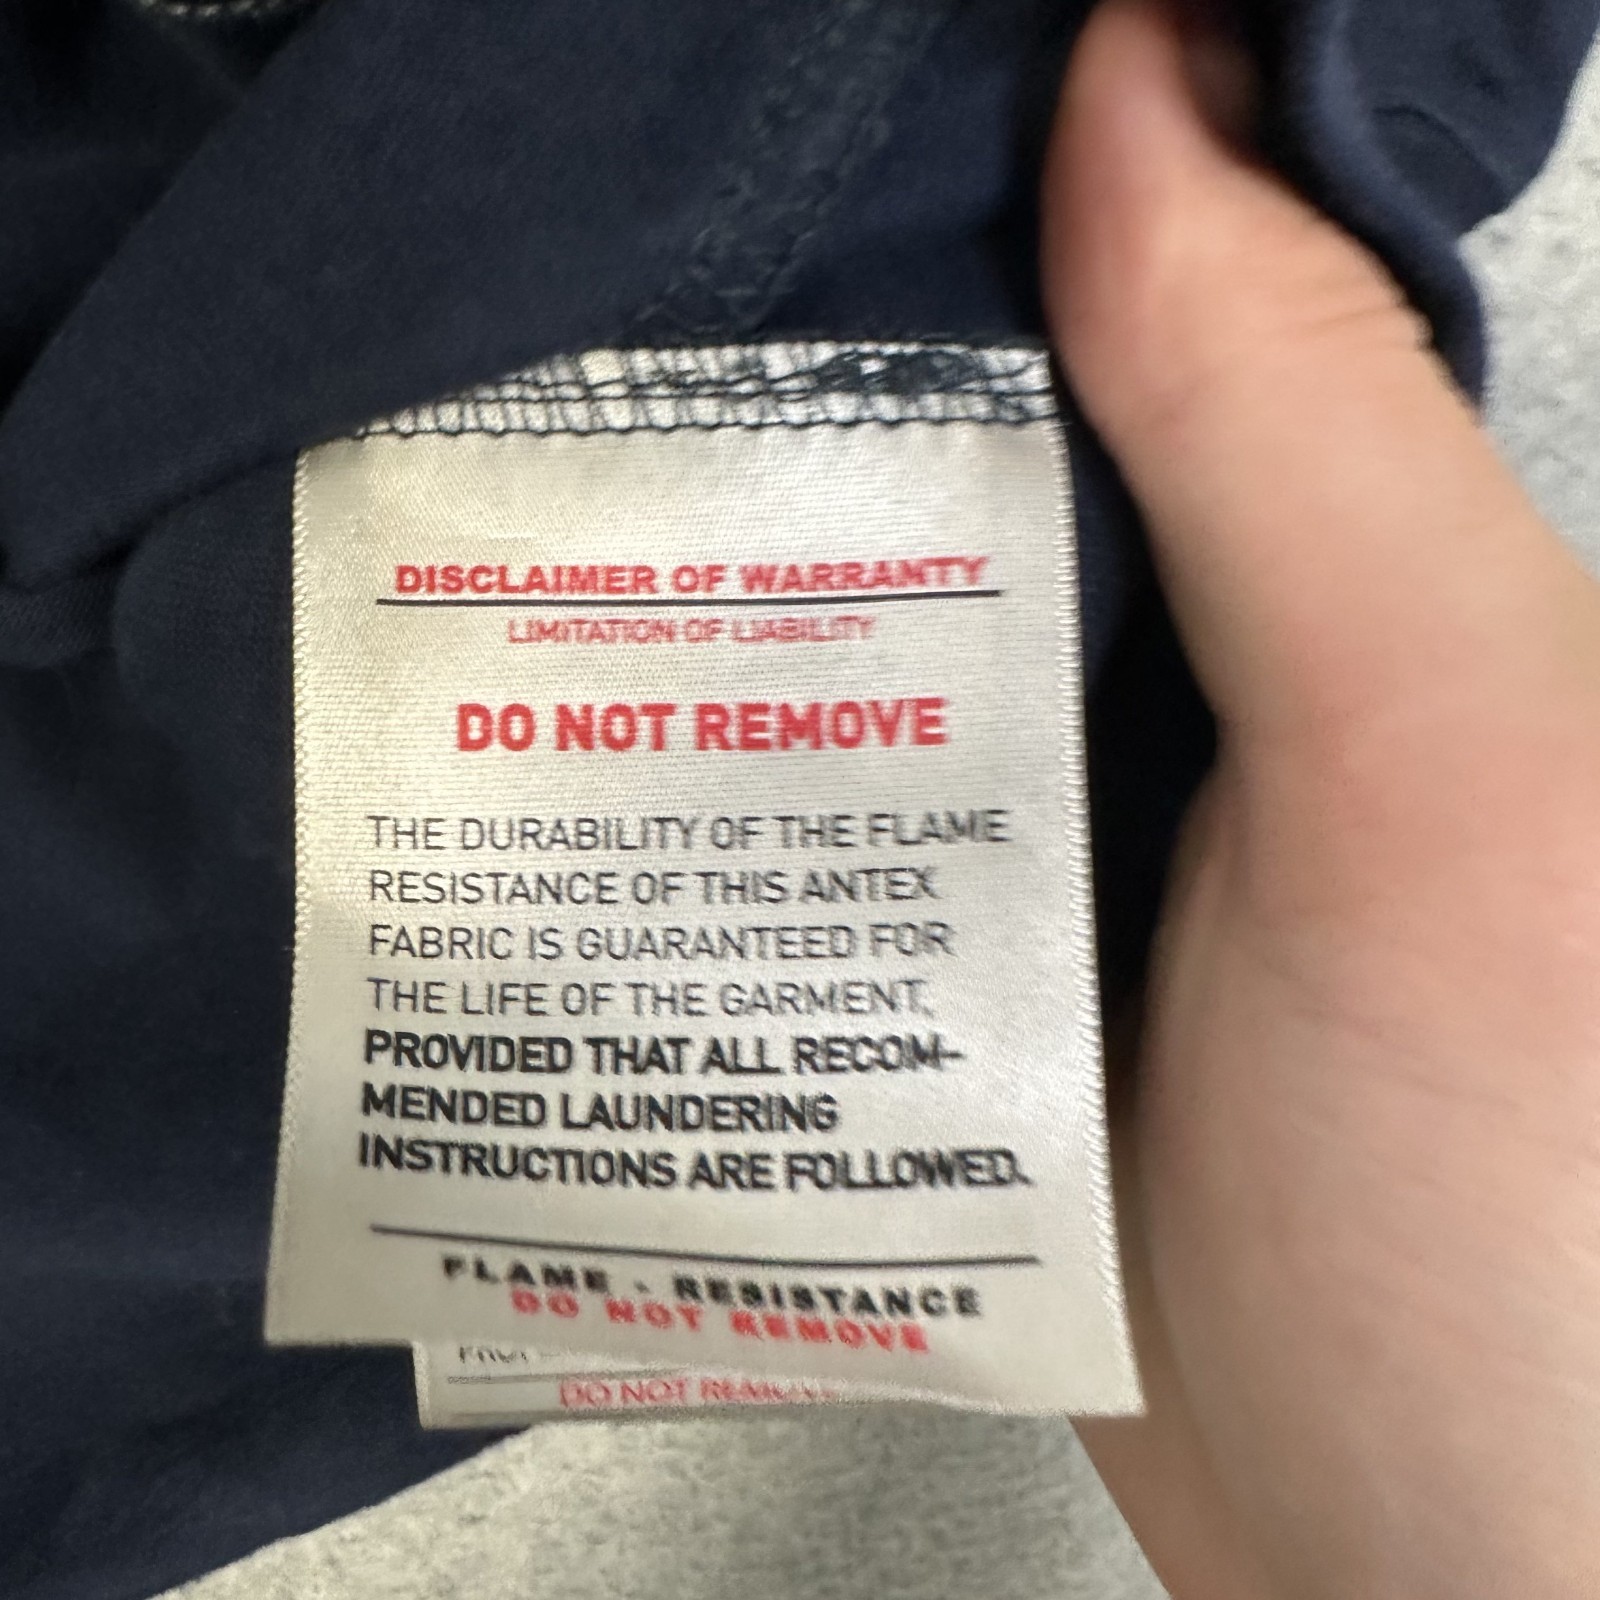 DISCLAIMER OF WARRANTY
LIMITATION OF LIABILITY
DO NOT REMOVE
THE DURABILITY OF THE FLAME
RESISTANCE OF THIS ANTEX
FABRIC IS GUARANTEED FOR
THE LIFE OF THE GARMENT,
PROVIDED THAT ALL RECOM-
MENDED LAUNDERING
INSTRUCTIONS ARE FOLLOWED.
FLAME - RESISTANCE
DO NOT REMOVE
DO NOT REMOVE